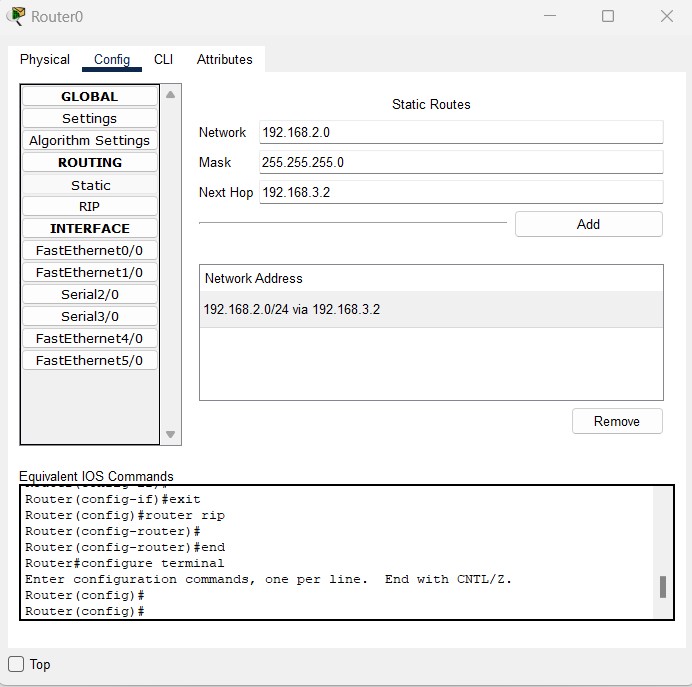 Router0
Physical Config CLI Attributes
GLOBAL
Settings
Algorithm Settings
ROUTING
Static
RIP
INTERFACE
FastEthernet0/0
FastEthernet1/0
Serial2/0
Serial3/0
FastEthernet4/0
FastEthernet5/0
Static Routes
Network 192.168.2.0
Mask 255.255.255.0
Next Hop 192.168.3.2
Add
Network Address
192.168.2.0/24 via 192.168.3.2
Remove
Equivalent IOS Commands
Router(config-if)#exit
Router(config)#router rip
Router(config-router)#
Router(config-router)#end
Router#configure terminal
Enter configuration commands, one per line.  End with CNTL/Z.
Router(config)#
Router(config)#
Top